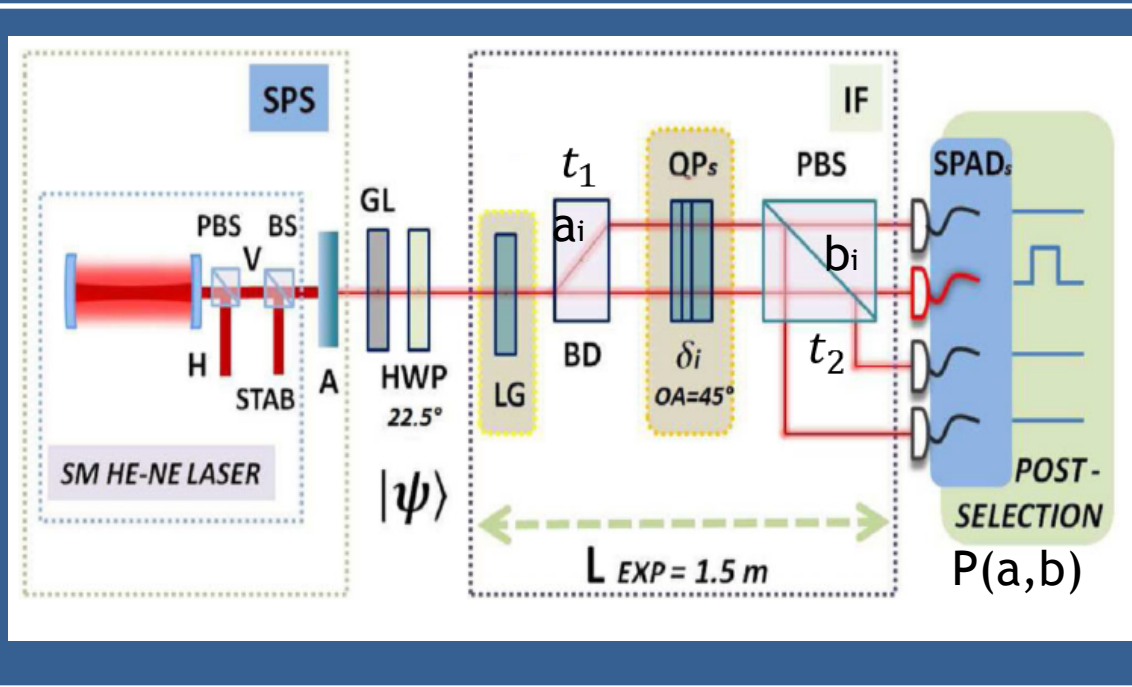 SPS
IF
t₁
QPs
PBS
SPADs
GL
aᵢ
PBS
BS
V
bᵢ
H
STAB
A
HWP
22.5°
LG
BD
δᵢ
OA=45°
t₂
SM HE-NE LASER
|ψ⟩
POST-
SELECTION
L EXP = 1.5 m
P(a,b)